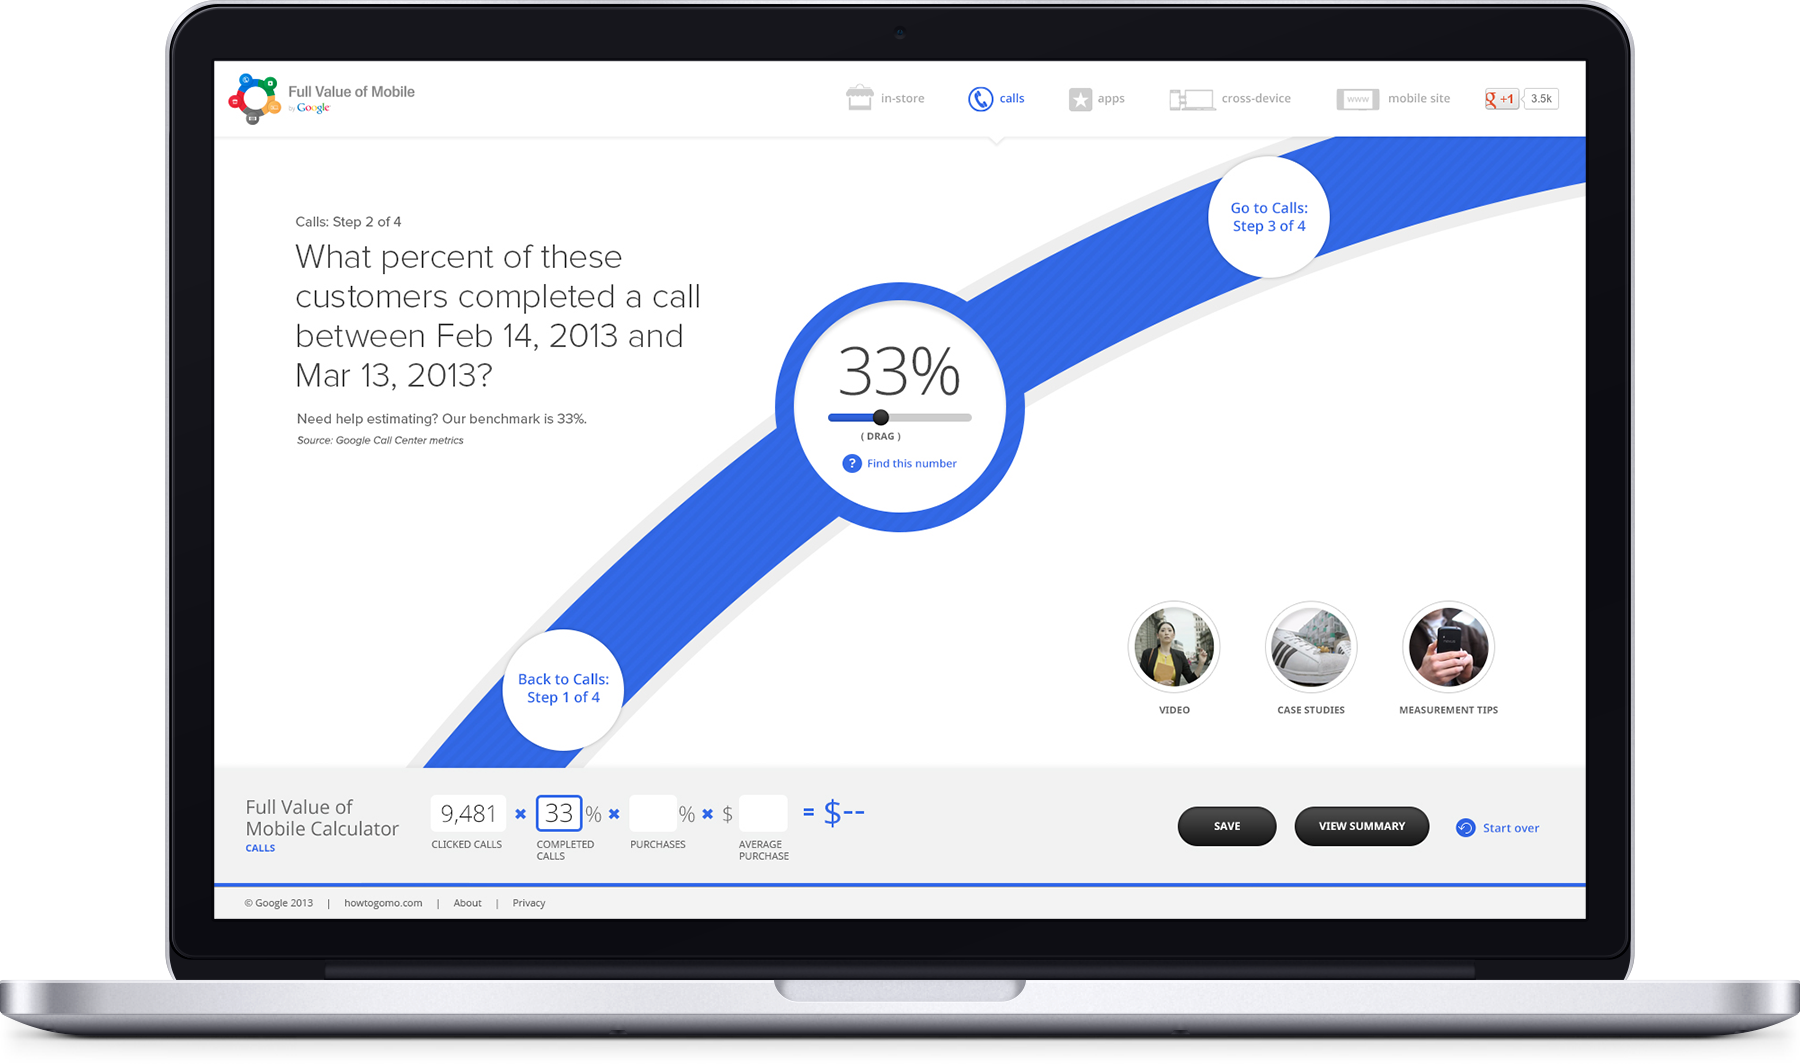 Full Value of Mobile
by Google
in-store
calls
apps
cross-device
www
mobile site
g +1
3.5k
Calls: Step 2 of 4
What percent of these
customers completed a call
between Feb 14, 2013 and
Mar 13, 2013?
Need help estimating? Our benchmark is 33%.
Source: Google Call Center metrics
Go to Calls:
Step 3 of 4
33%
( DRAG )
? Find this number
Back to Calls:
Step 1 of 4
VIDEO
CASE STUDIES
MEASUREMENT TIPS
Full Value of
Mobile Calculator
CALLS
9,481 × 33 % × % × $ = $--
CLICKED CALLS
COMPLETED
CALLS
PURCHASES
AVERAGE
PURCHASE
SAVE
VIEW SUMMARY
Start over
© Google 2013 | howtogomo.com | About | Privacy